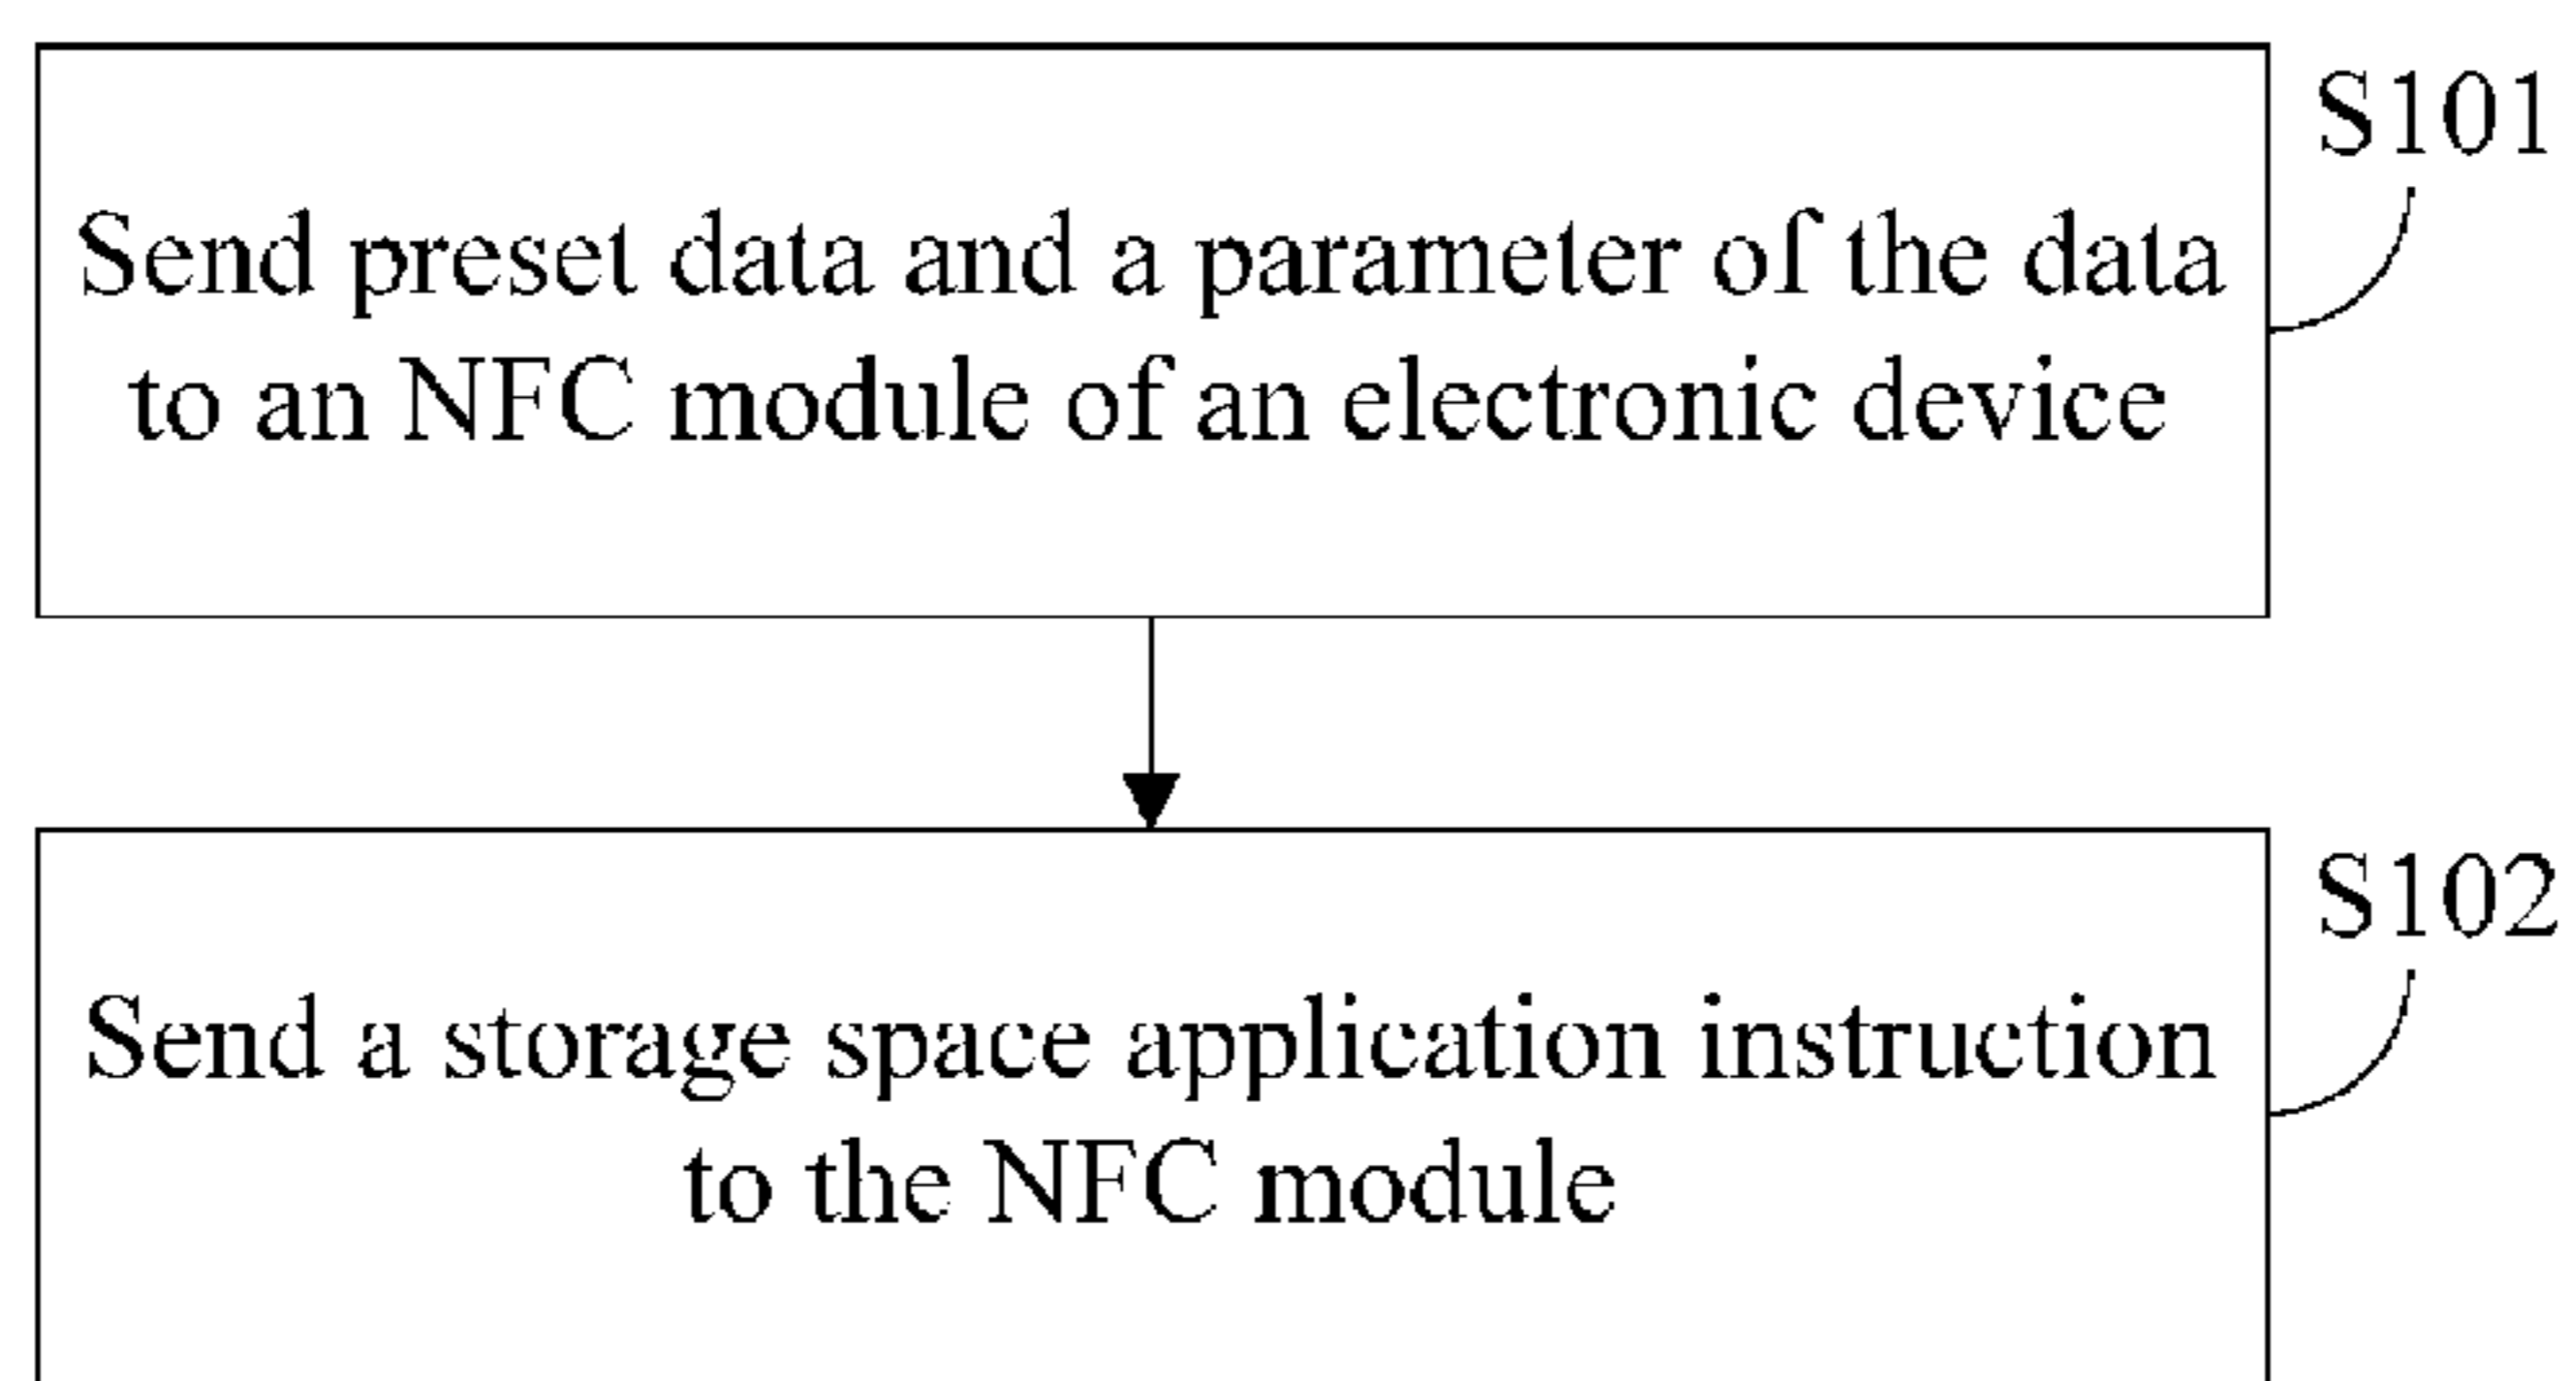 S101
Send preset data and a parameter of the data
to an NFC module of an electronic device
S102
Send a storage space application instruction
to the NFC module